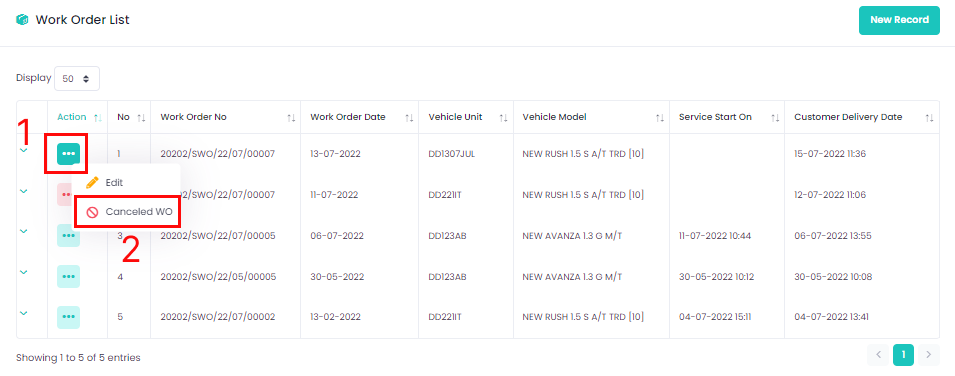 Work Order List
New Record
Display 50
Action No Work Order No Work Order Date Vehicle Unit Vehicle Model Service Start On Customer Delivery Date
1
••• 1 20202/SWO/22/07/00007 13-07-2022 DD1307JUL NEW RUSH 1.5 S A/T TRD [10] 15-07-2022 11:36
Edit
20202/SWO/22/07/00007 11-07-2022 DD221IT NEW RUSH 1.5 S A/T TRD [10] 12-07-2022 11:06
Canceled WO
2
••• 3 20202/SWO/22/07/00005 06-07-2022 DD123AB NEW AVANZA 1.3 G M/T 11-07-2022 10:44 06-07-2022 13:55
••• 4 20202/SWO/22/05/00005 30-05-2022 DD123AB NEW AVANZA 1.3 G M/T 30-05-2022 10:12 30-05-2022 10:08
••• 5 20202/SWO/22/07/00002 13-02-2022 DD221IT NEW RUSH 1.5 S A/T TRD [10] 04-07-2022 15:11 04-07-2022 13:41
Showing 1 to 5 of 5 entries
< 1 >